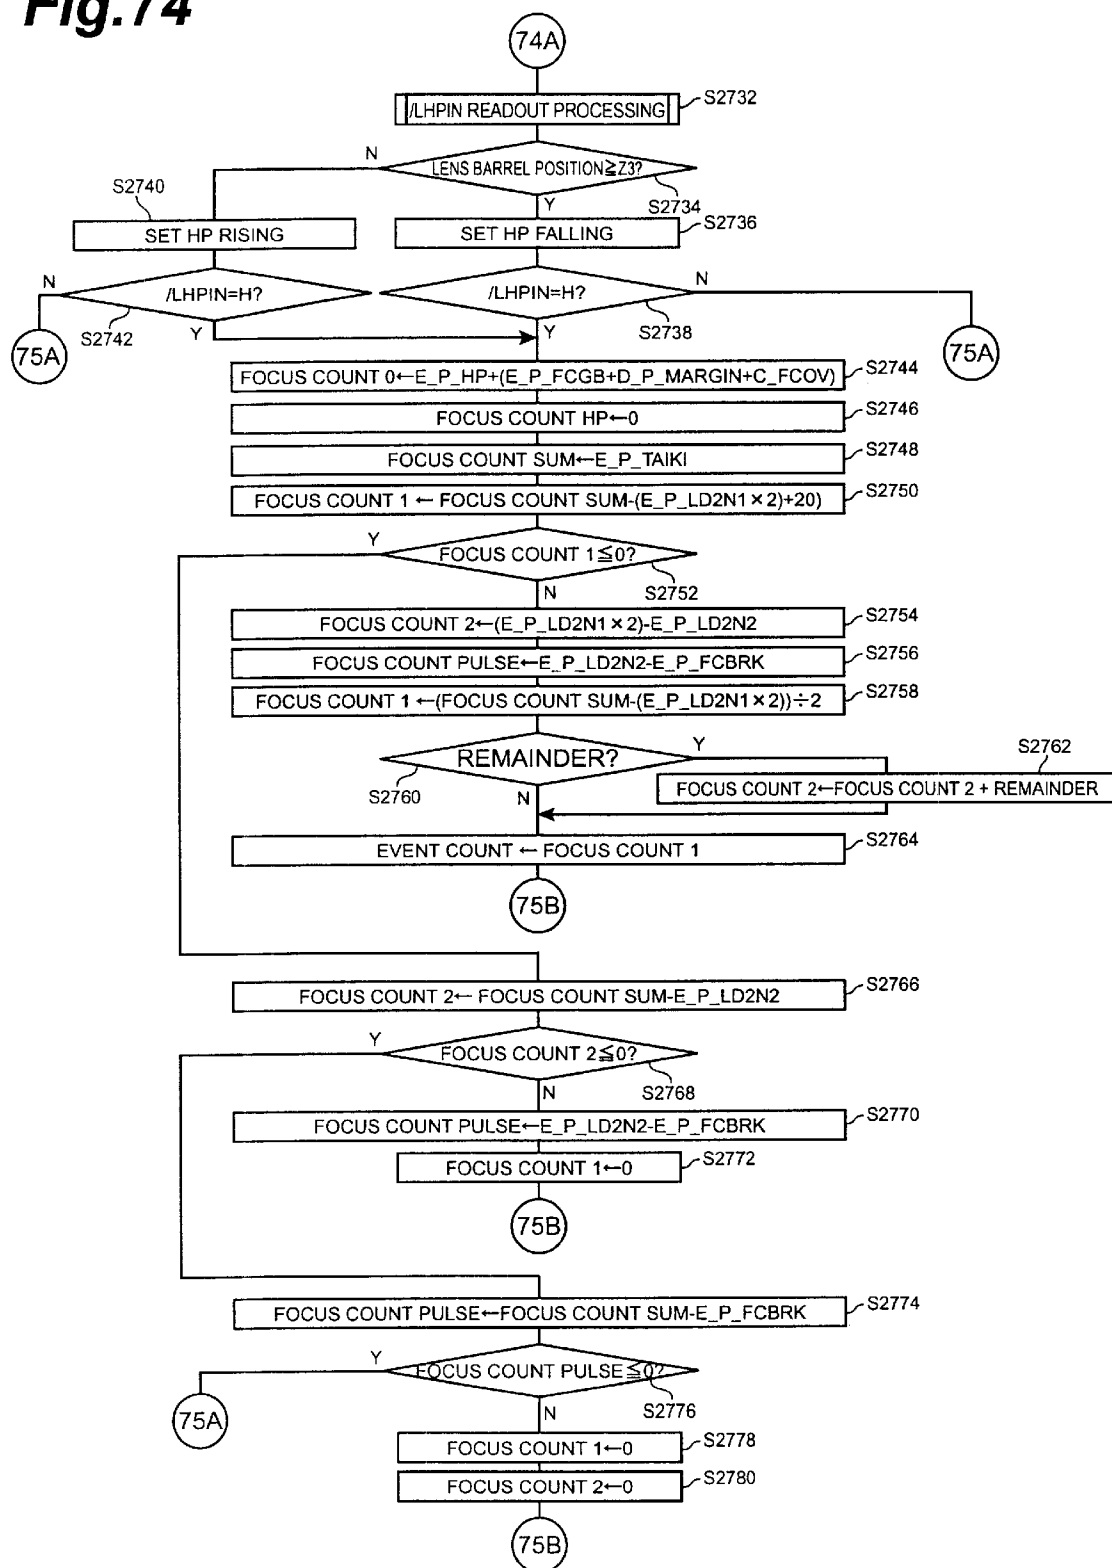 Fig.74
74A
/LHPIN READOUT PROCESSING
S2732
N
LENS BARREL POSITION≧Z3?
S2734
Y
S2740
S2736
SET HP RISING
SET HP FALLING
N
/LHPIN=H?
/LHPIN=H?
N
S2742
Y
Y
S2738
75A
75A
FOCUS COUNT 0←E_P_HP+(E_P_FCGB+D_P_MARGIN+C_FCOV)
S2744
FOCUS COUNT HP←0
S2746
FOCUS COUNT SUM←E_P_TAIKI
S2748
FOCUS COUNT 1 ← FOCUS COUNT SUM-(E_P_LD2N1×2)+20)
S2750
Y
FOCUS COUNT 1≦0?
S2752
N
FOCUS COUNT 2←(E_P_LD2N1×2)-E_P_LD2N2
S2754
FOCUS COUNT PULSE←E_P_LD2N2-E_P_FCBRK
S2756
FOCUS COUNT 1 ←(FOCUS COUNT SUM-(E_P_LD2N1×2))÷2
S2758
REMAINDER?
Y
S2762
S2760
N
FOCUS COUNT 2←FOCUS COUNT 2 + REMAINDER
EVENT COUNT ← FOCUS COUNT 1
S2764
75B
FOCUS COUNT 2← FOCUS COUNT SUM-E_P_LD2N2
S2766
Y
FOCUS COUNT 2≦0?
S2768
N
FOCUS COUNT PULSE←E_P_LD2N2-E_P_FCBRK
S2770
FOCUS COUNT 1←0
S2772
75B
FOCUS COUNT PULSE←FOCUS COUNT SUM-E_P_FCBRK
S2774
Y
FOCUS COUNT PULSE≦0?
S2776
75A
N
FOCUS COUNT 1←0
S2778
FOCUS COUNT 2←0
S2780
75B